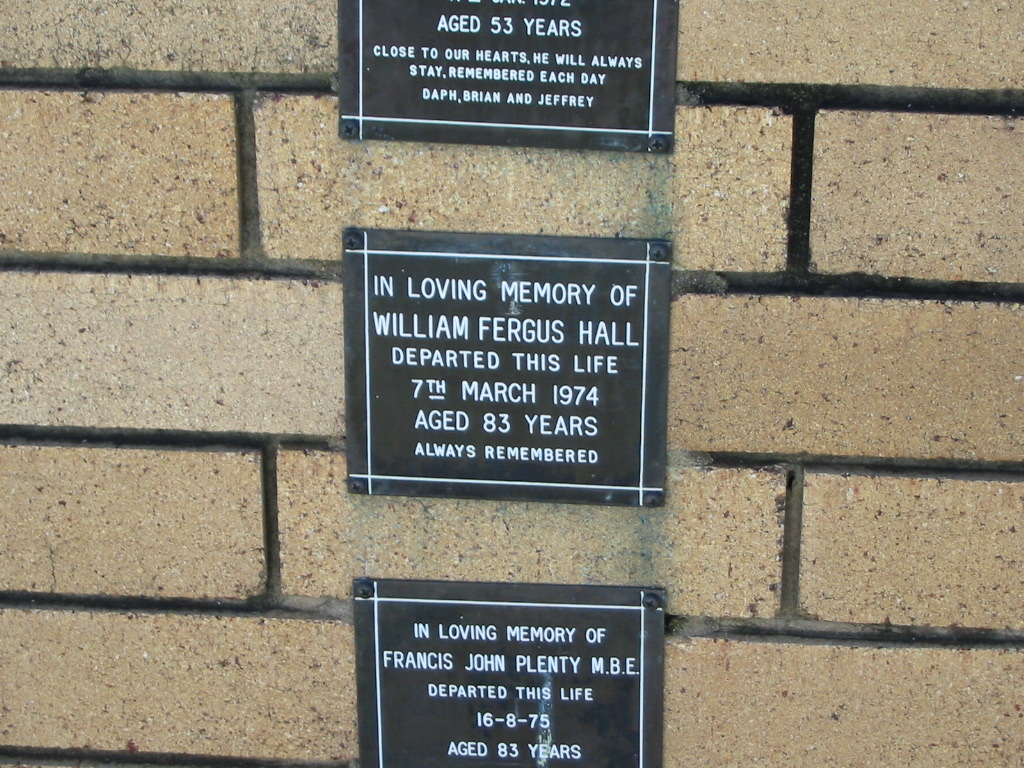 JAN. 1972
AGED 53 YEARS
CLOSE TO OUR HEARTS, HE WILL ALWAYS
STAY, REMEMBERED EACH DAY
DAPH, BRIAN AND JEFFREY
IN LOVING MEMORY OF
WILLIAM FERGUS HALL
DEPARTED THIS LIFE
7TH MARCH 1974
AGED 83 YEARS
ALWAYS REMEMBERED
IN LOVING MEMORY OF
FRANCIS JOHN PLENTY M.B.E.
DEPARTED THIS LIFE
16-8-75
AGED 83 YEARS